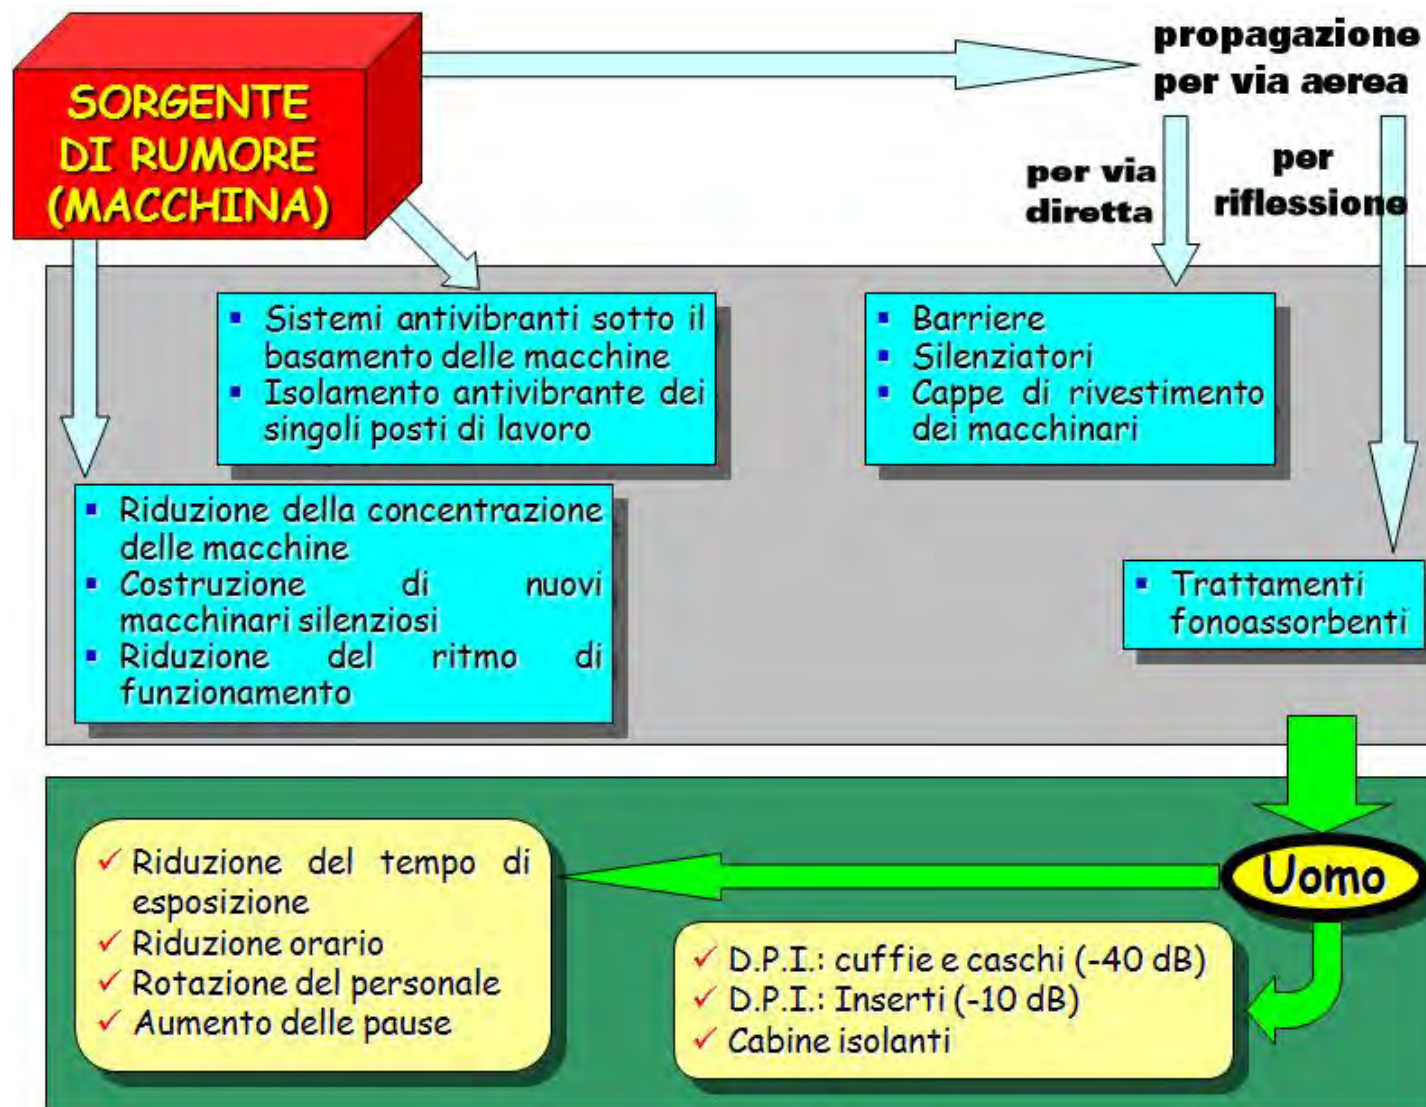 SORGENTE
DI RUMORE
(MACCHINA)
propagazione
per via aerea
per via
diretta
per
riflessione
▪ Sistemi antivibranti sotto il
basamento delle macchine
▪ Isolamento antivibrante dei
singoli posti di lavoro
▪ Barriere
▪ Silenziatori
▪ Cappe di rivestimento
dei macchinari
▪ Riduzione della concentrazione
delle macchine
▪ Costruzione di nuovi
macchinari silenziosi
▪ Riduzione del ritmo di
funzionamento
▪ Trattamenti
fonoassorbenti
Uomo
✓ Riduzione del tempo di
esposizione
✓ Riduzione orario
✓ Rotazione del personale
✓ Aumento delle pause
✓ D.P.I.: cuffie e caschi (-40 dB)
✓ D.P.I.: Inserti (-10 dB)
✓ Cabine isolanti